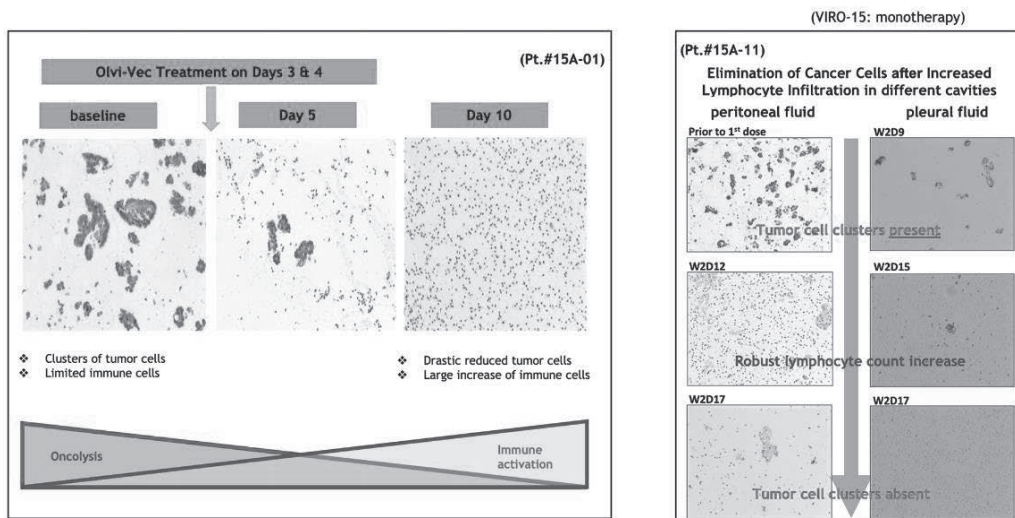 (Pt.#15A-01)
Olvi-Vec Treatment on Days 3 & 4
baseline
Day 5
Day 10
❖ Clusters of tumor cells
❖ Limited immune cells
❖ Drastic reduced tumor cells
❖ Large increase of immune cells
Oncolysis
Immune
activation
(VIRO-15: monotherapy)
(Pt.#15A-11)
Elimination of Cancer Cells after Increased
Lymphocyte Infiltration in different cavities
peritoneal fluid
pleural fluid
Prior to 1st dose
W2D9
Tumor cell clusters present
W2D12
W2D15
Robust lymphocyte count increase
W2D17
W2D17
Tumor cell clusters absent